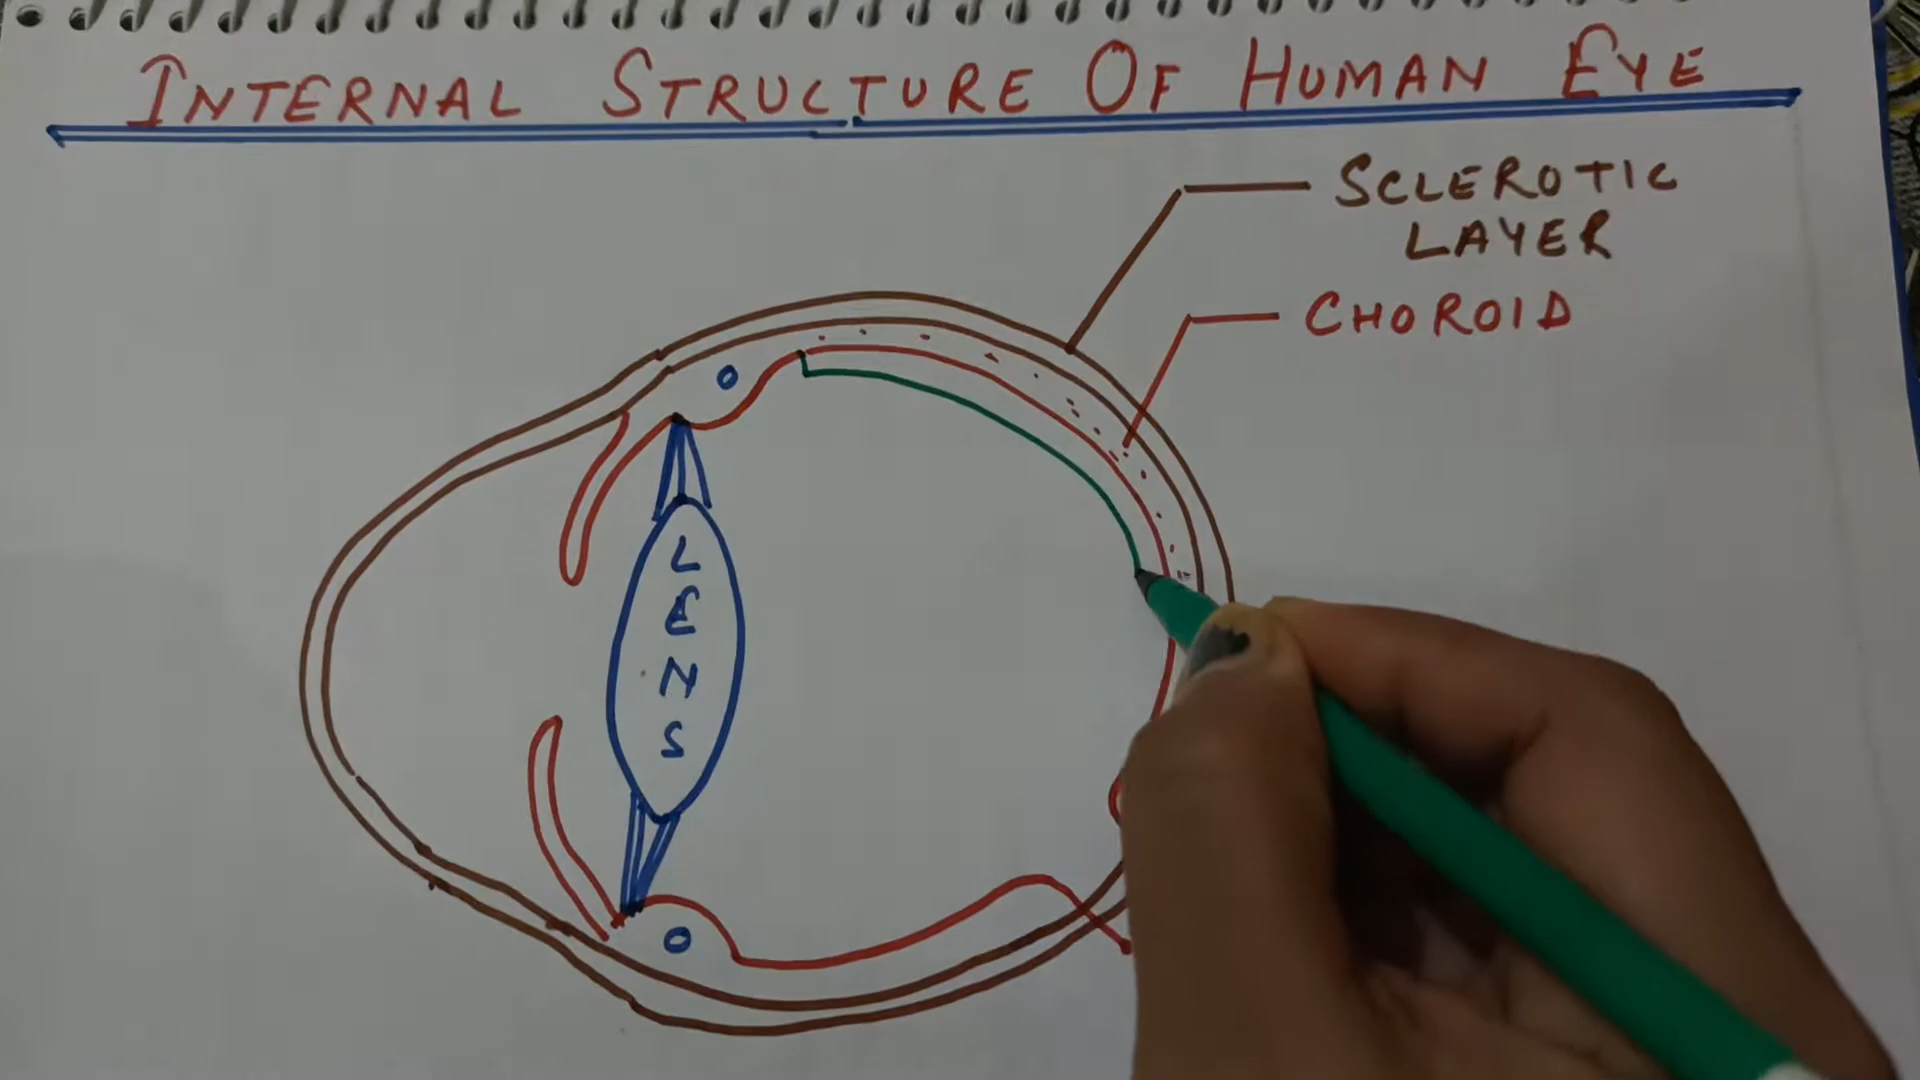 INTERNAL STRUCTURE OF HUMAN EYE
SCLEROTIC
LAYER
CHOROID
LENS